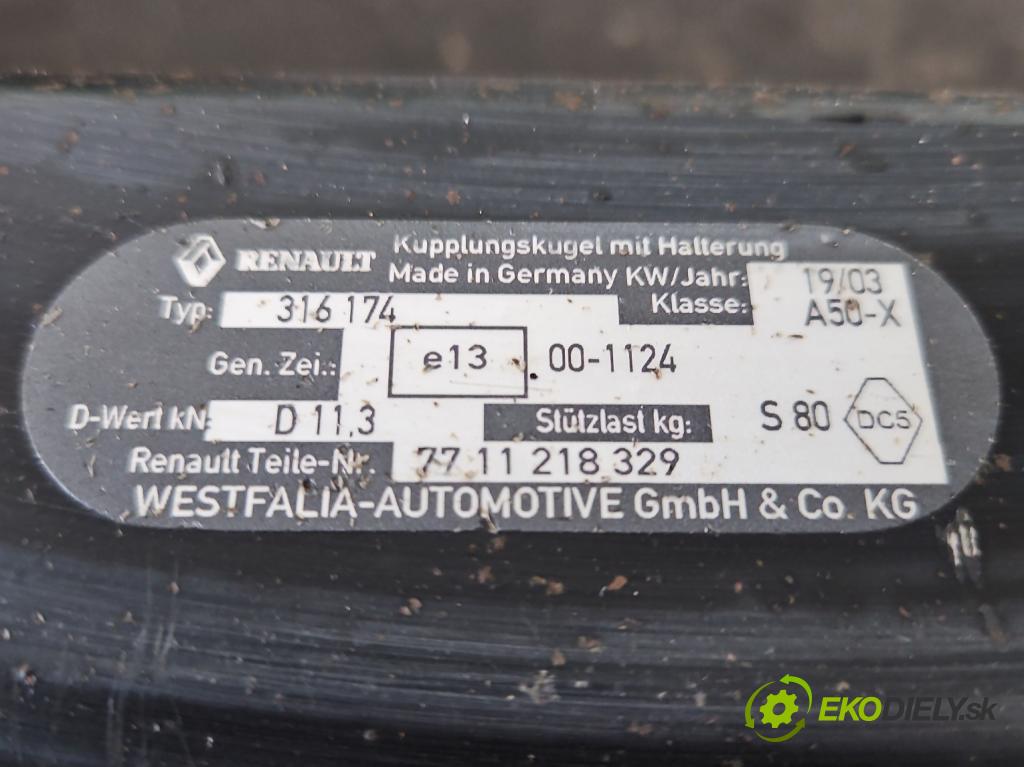 RENAULT Kupplungskugel mit Halterung
Made in Germany KW/Jahr: 19/03
Typ: 316 174 Klasse: A50-X
Gen. Zei.: e13 00-1124
D-Wert kN: D 11,3 Stützlast kg: S 80 DC5
Renault Teile-Nr. 77 11 218 329
WESTFALIA-AUTOMOTIVE GmbH & Co. KG
EKODIELY.sk